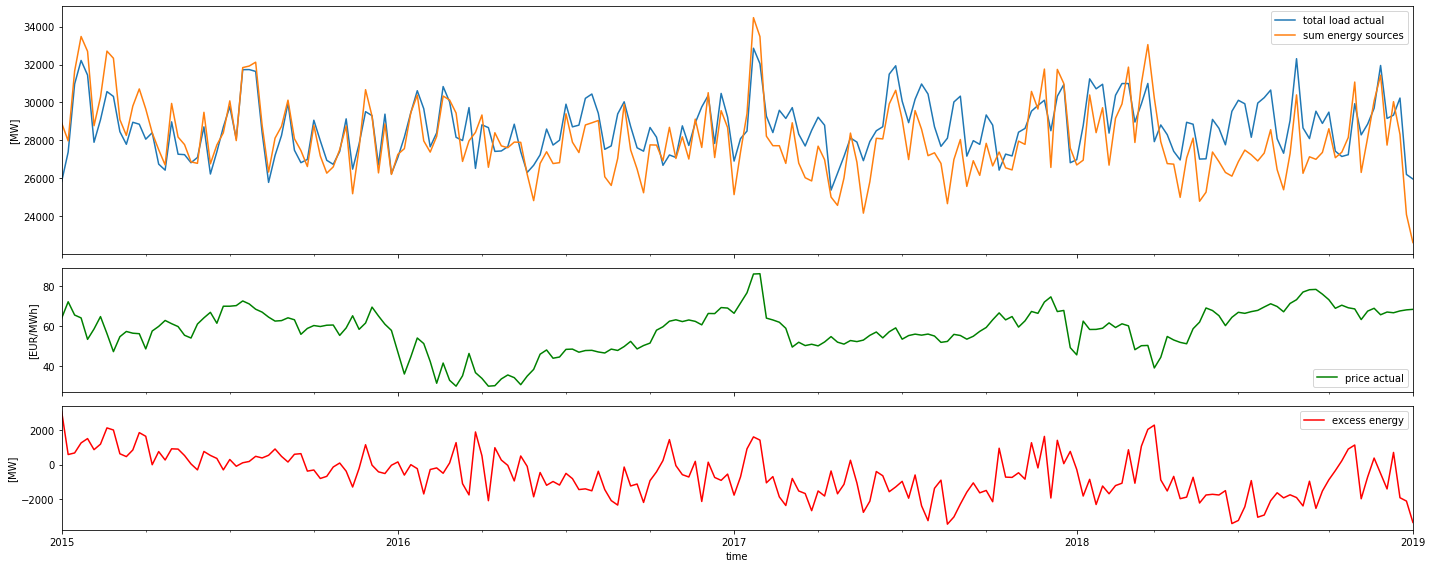 34000
32000
30000
28000
26000
24000
[MW]
total load actual
sum energy sources
80
60
40
[EUR/MWh]
price actual
2000
0
−2000
[MW]
excess energy
2015
2016
2017
2018
2019
time